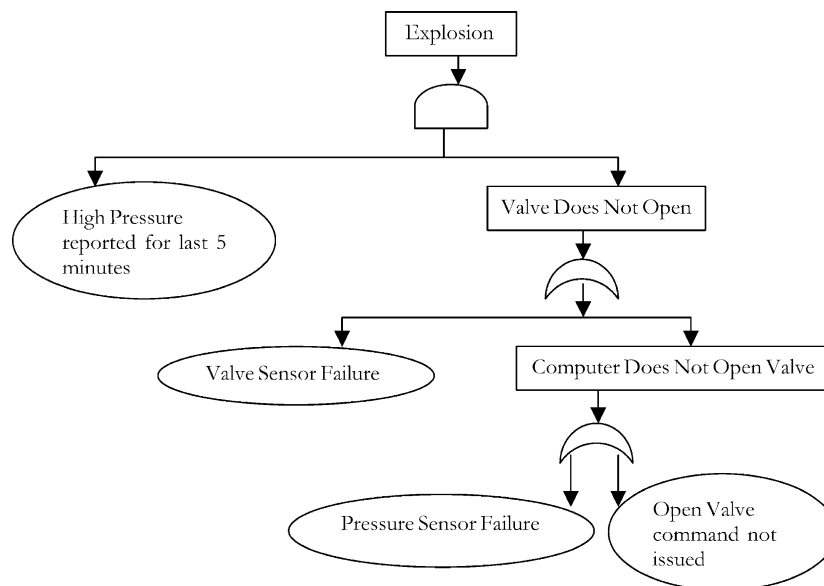 Explosion
High Pressure
reported for last 5
minutes
Valve Does Not Open
Valve Sensor Failure
Computer Does Not Open Valve
Pressure Sensor Failure
Open Valve
command not
issued